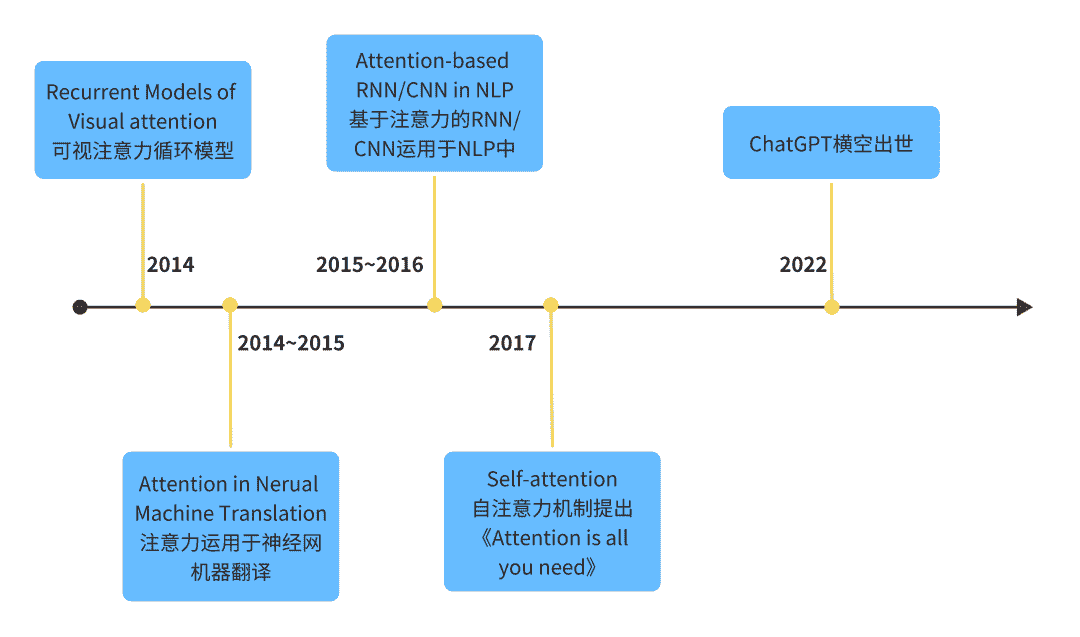 Recurrent Models of
Visual attention
可视注意力循环模型
2014
Attention in Nerual
Machine Translation
注意力运用于神经网
机器翻译
2014~2015
Attention-based
RNN/CNN in NLP
基于注意力的RNN/
CNN运用于NLP中
2015~2016
Self-attention
自注意力机制提出
《Attention is all
you need》
2017
ChatGPT横空出世
2022